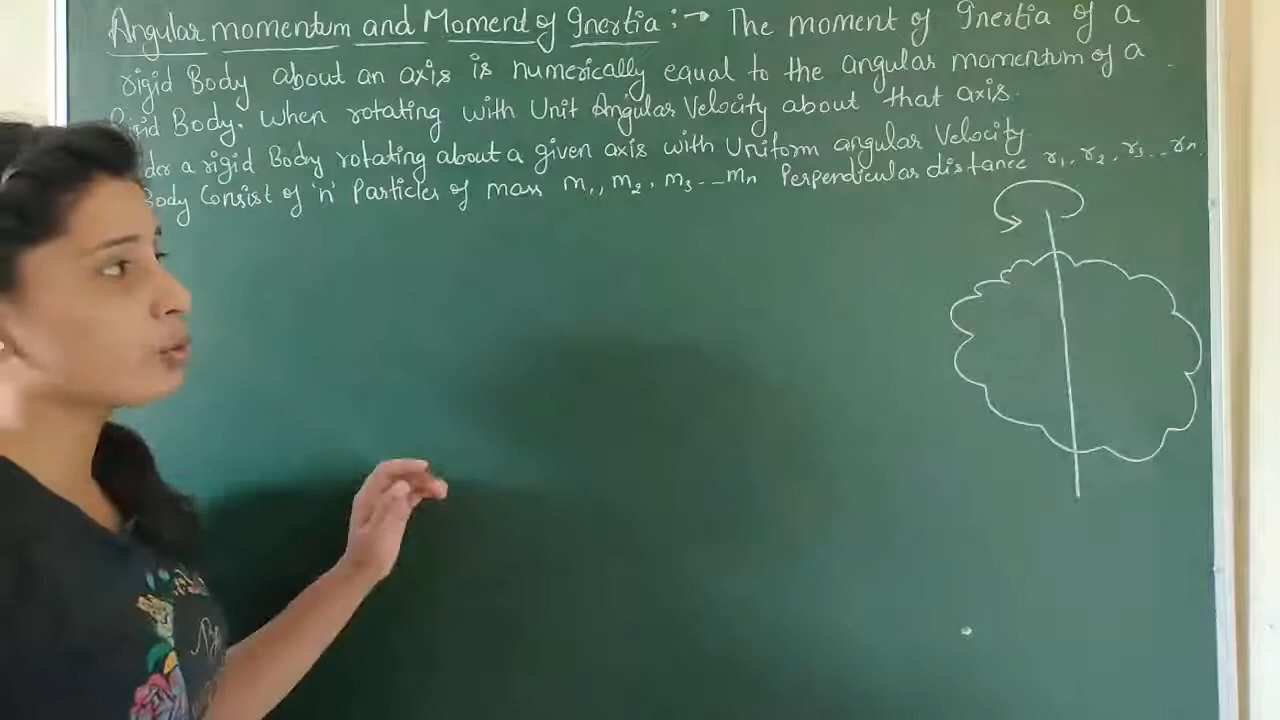 Angular momentum and Moment of Inertia :→ The moment of Inertia of a
rigid Body about an axis is numerically equal to the angular momentum of a
Rigid Body. When rotating with Unit Angular Velocity about that axis.
a rigid Body rotating about a given axis with Uniform angular Velocity
Body Consist of 'n' Particles of mass m₁, m₂, m₃...mn Perpendicular distance r₁, r₂, r₃...rn.